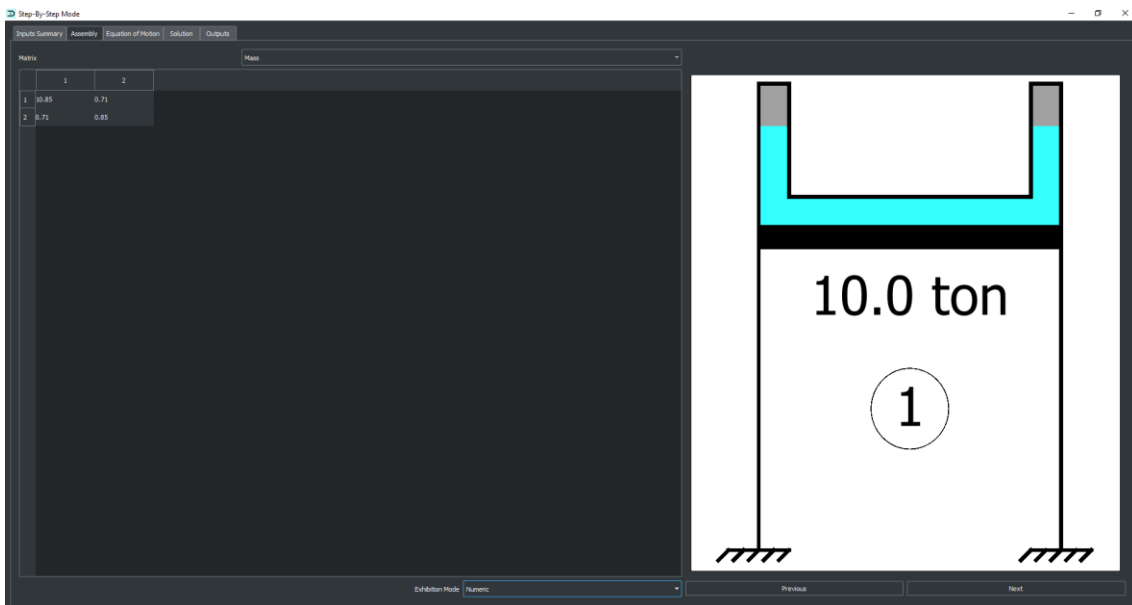 Step-By-Step Mode
Inputs Summary Assembly Equation of Motion Solution Outputs
Matrix Mass
1 2
1 10.85 0.71
2 0.71 0.85
10.0 ton
1
Exhibition Mode Numeric Previous Next